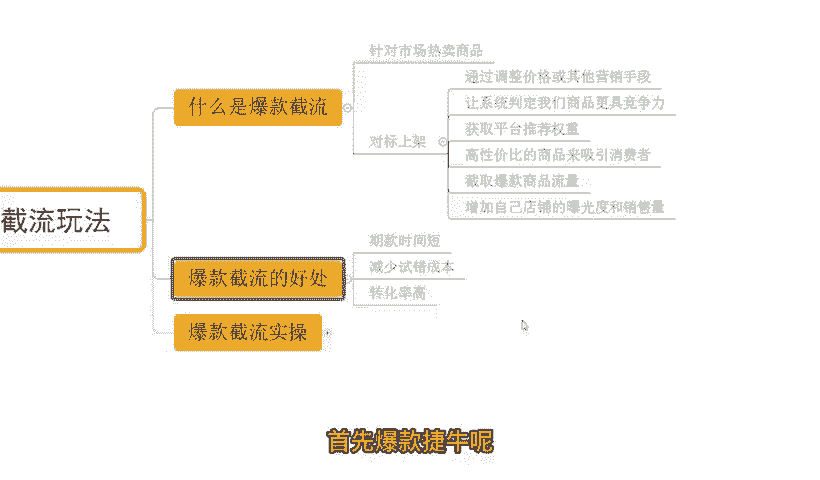 截流玩法
什么是爆款截流
针对市场热卖商品
对标上架
通过调整价格或其他营销手段
让系统判定我们商品更具竞争力
获取平台推荐权重
高性价比的商品来吸引消费者
截取爆款商品流量
增加自己店铺的曝光度和销售量
爆款截流的好处
期款时间短
减少试错成本
转化率高
爆款截流实操
首先爆款捷牛呢